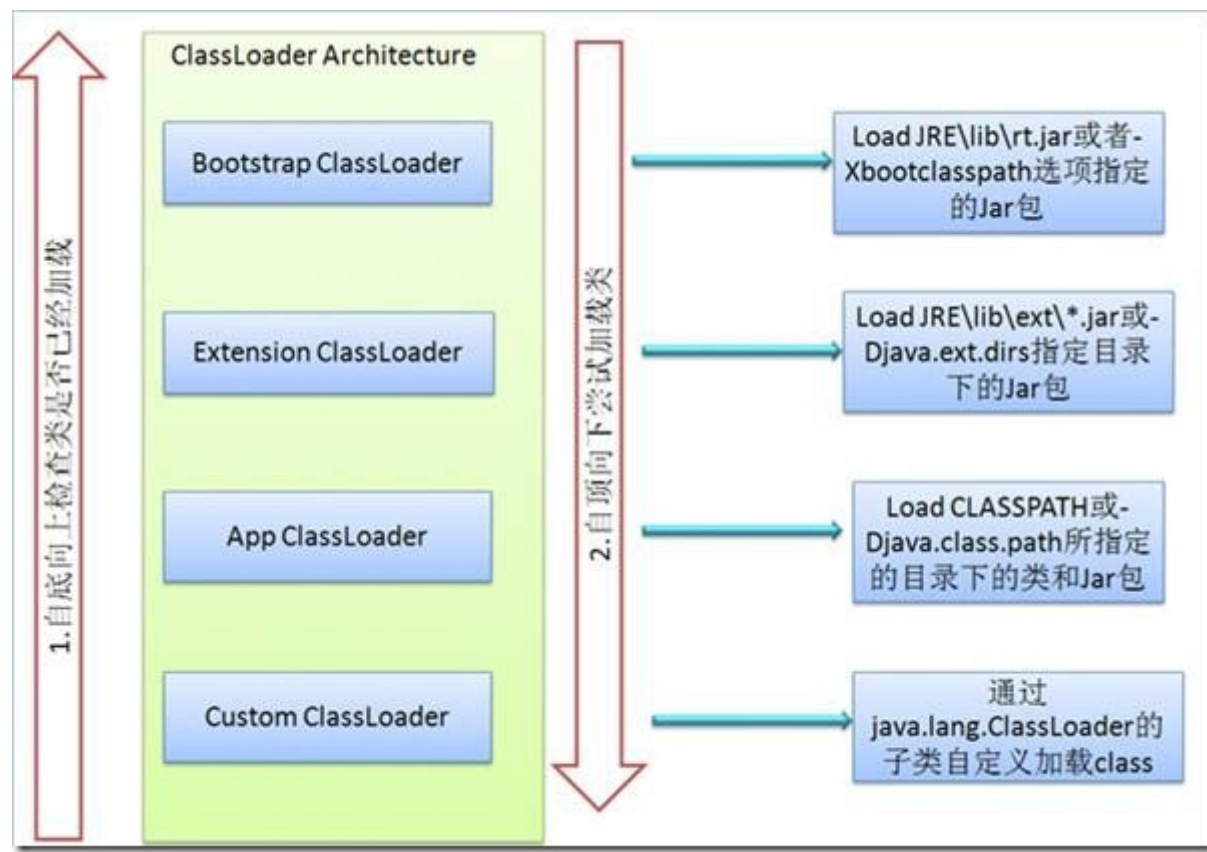 ClassLoader Architecture
1.自底向上检查类是否已经加载
2.自顶向下尝试加载类
Bootstrap ClassLoader
Load JRE\lib\rt.jar或者-
Xbootclasspath选项指定
的Jar包
Extension ClassLoader
Load JRE\lib\ext\*.jar或-
Djava.ext.dirs指定目录
下的Jar包
App ClassLoader
Load CLASSPATH或-
Djava.class.path所指定
的目录下的类和Jar包
Custom ClassLoader
通过
java.lang.ClassLoader的
子类自定义加载class